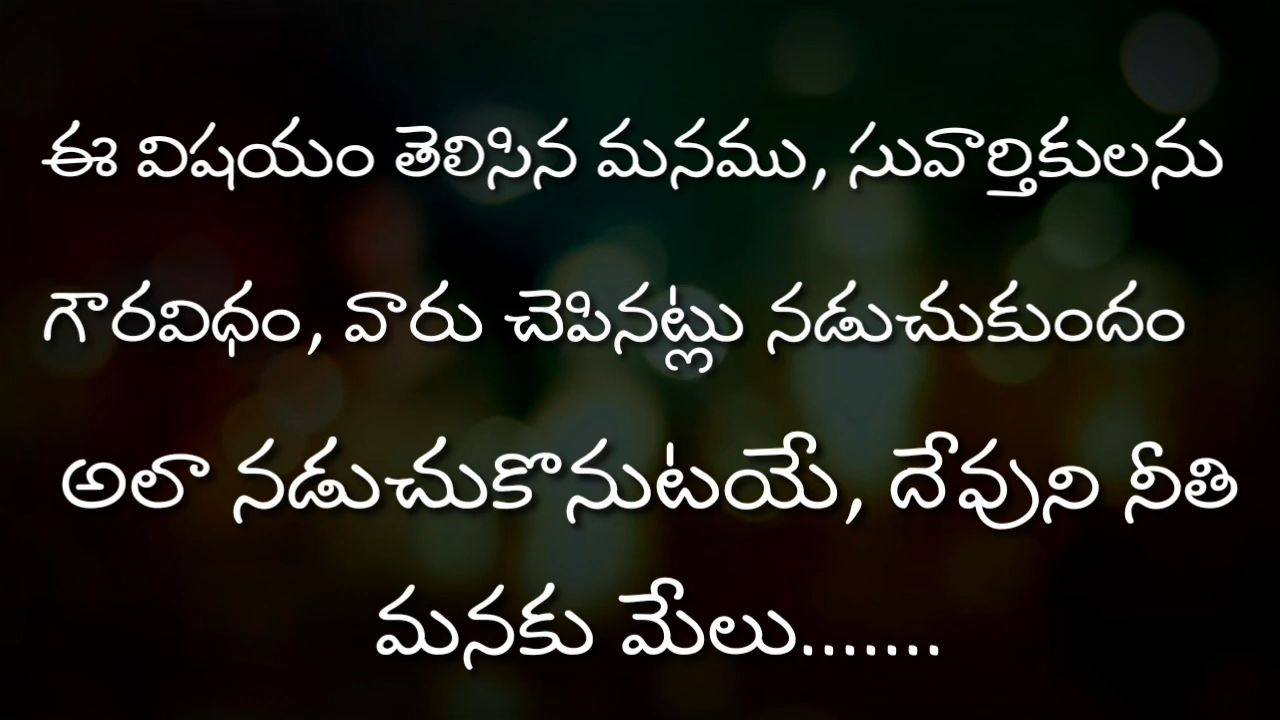 ఈ విషయం తెలిసిన మనము, సువార్తికులను
గౌరవిధం, వారు చెపినట్లు నడుచుకుందం
అలా నడుచుకొనుటయే, దేవుని నీతి
మనకు మేలు.......